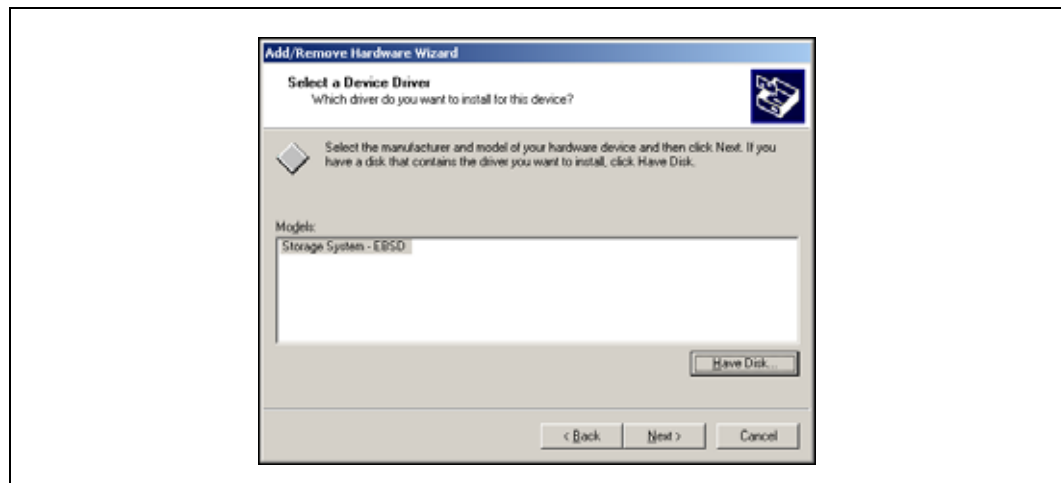 Add/Remove Hardware Wizard
Select a Device Driver
Which driver do you want to install for this device?
Select the manufacturer and model of your hardware device and then click Next. If you
have a disk that contains the driver you want to install, click Have Disk.
Models:
Storage System - EBSD
Have Disk...
< Back Next > Cancel